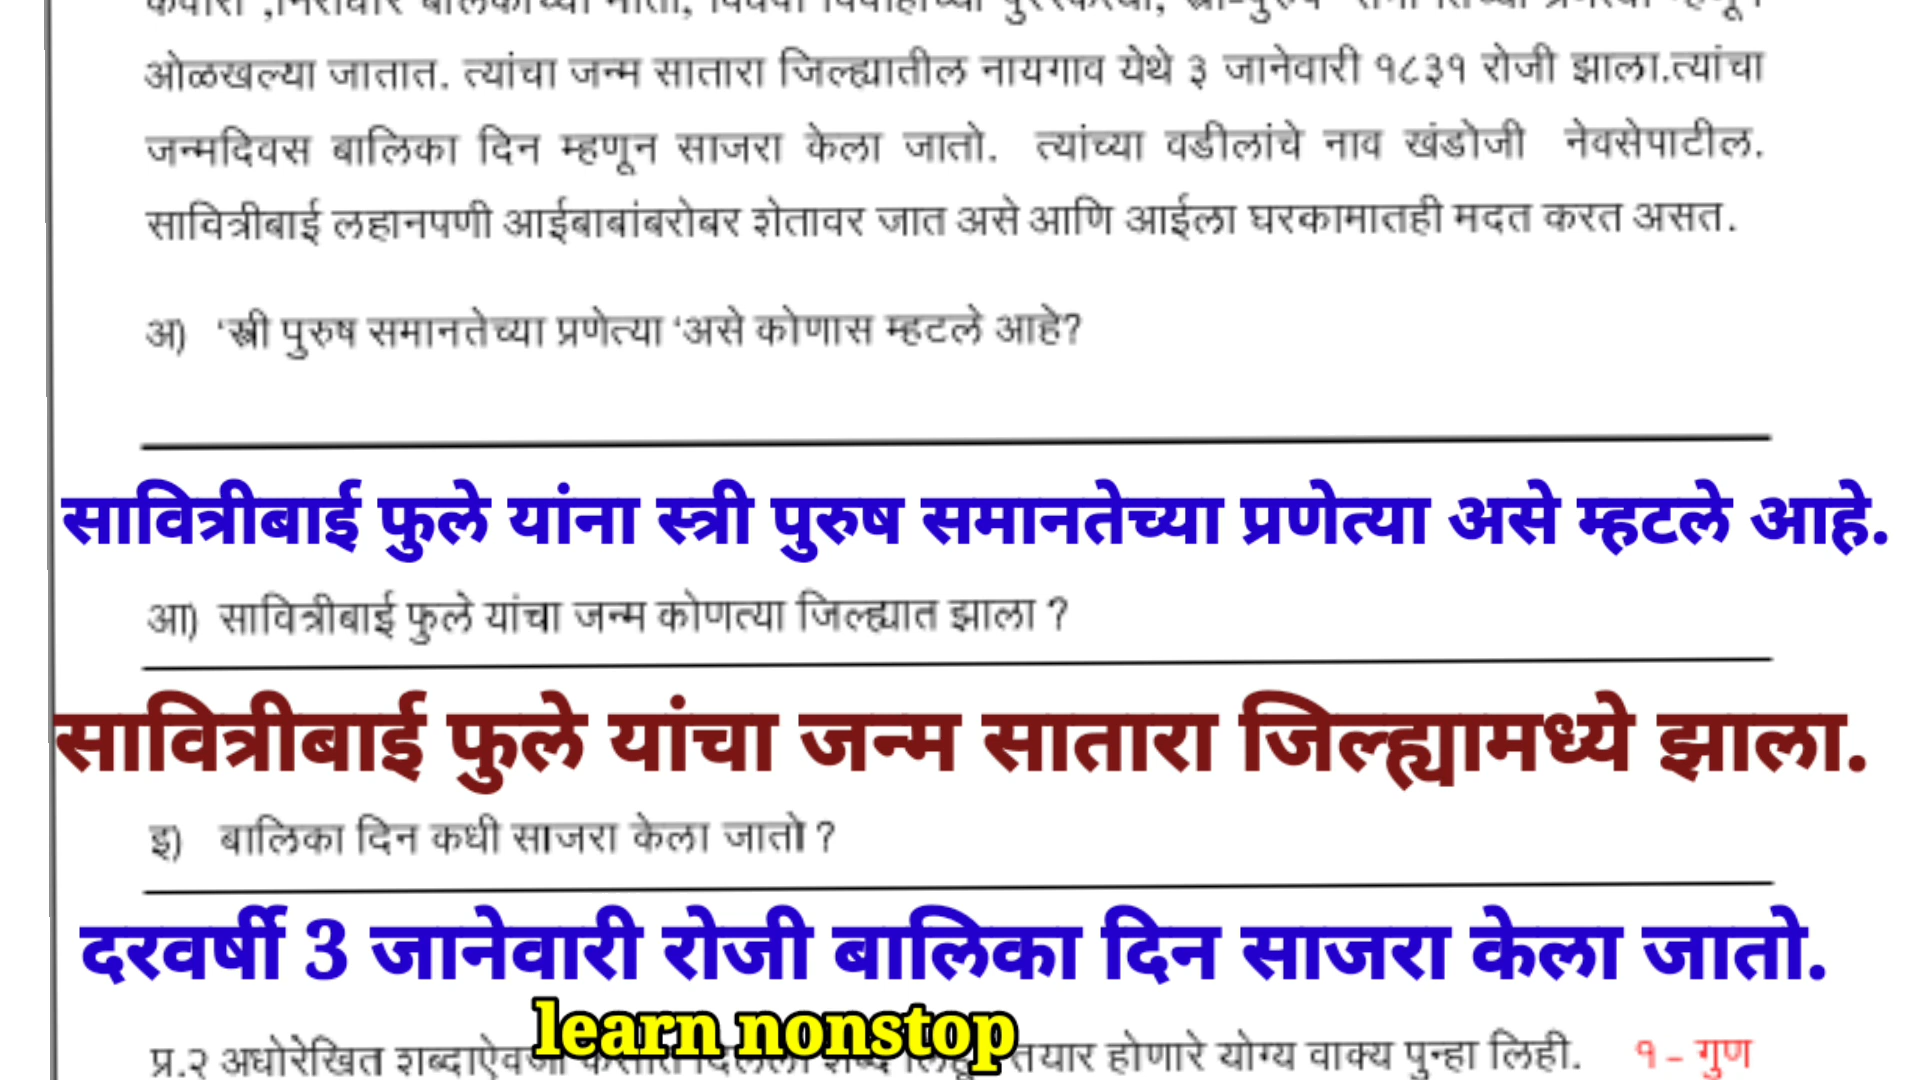 ओळखल्या जातात. त्यांचा जन्म सातारा जिल्ह्यातील नायगाव येथे ३ जानेवारी १८३१ रोजी झाला.त्यांचा
जन्मदिवस बालिका दिन म्हणून साजरा केला जातो. त्यांच्या वडीलांचे नाव खंडोजी नेवसेपाटील.
सावित्रीबाई लहानपणी आईबाबांबरोबर शेतावर जात असे आणि आईला घरकामातही मदत करत असत.
अ) ‘स्त्री पुरुष समानतेच्या प्रणेत्या ‘असे कोणास म्हटले आहे?
सावित्रीबाई फुले यांना स्त्री पुरुष समानतेच्या प्रणेत्या असे म्हटले आहे.
आ) सावित्रीबाई फुले यांचा जन्म कोणत्या जिल्ह्यात झाला ?
सावित्रीबाई फुले यांचा जन्म सातारा जिल्ह्यामध्ये झाला.
इ) बालिका दिन कधी साजरा केला जातो ?
दरवर्षी 3 जानेवारी रोजी बालिका दिन साजरा केला जातो.
learn nonstop
प्र.२ अधोरेखित शब्दाऐवजी तयार होणारे योग्य वाक्य पुन्हा लिही. १ - गुण